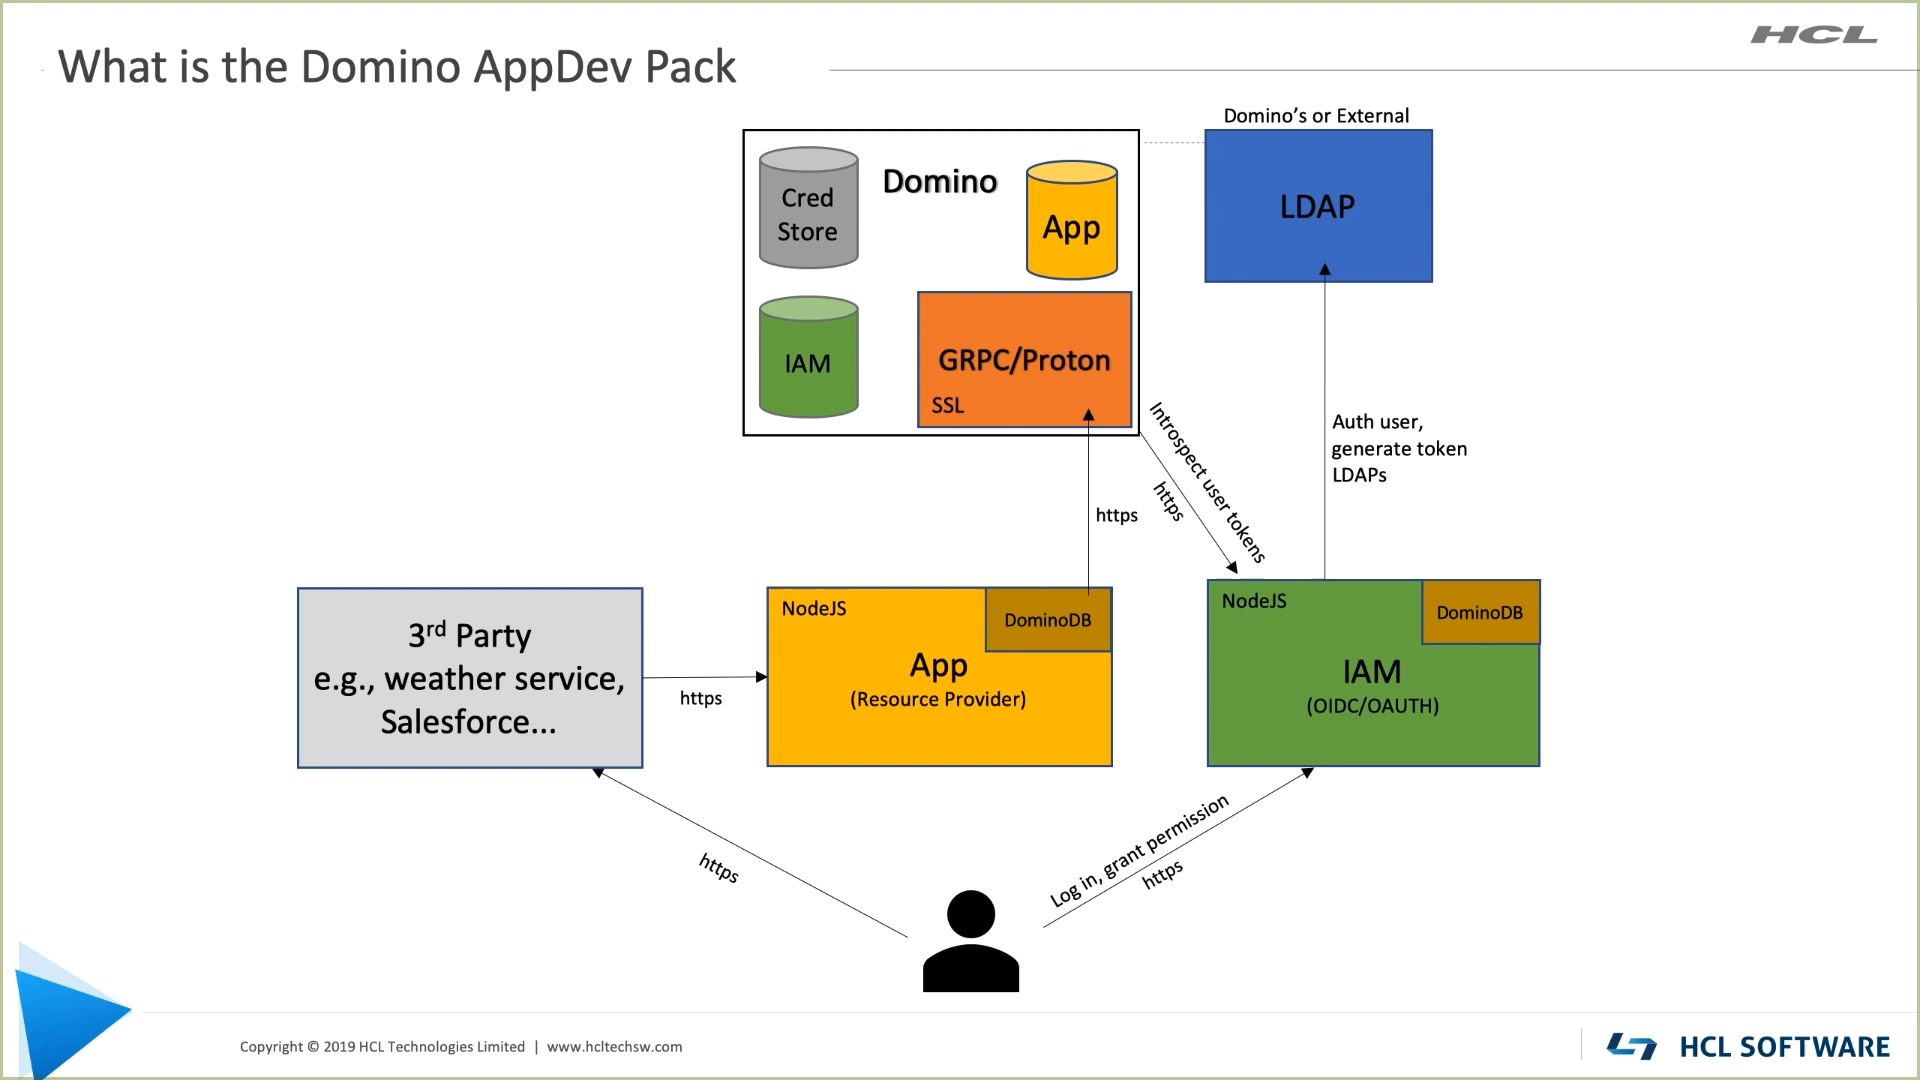 HCL
What is the Domino AppDev Pack
Domino's or External
Cred
Store
Domino
App
LDAP
IAM
GRPC/Proton
SSL
Introspect user tokens
https
https
Auth user,
generate token
LDAPs
3rd Party
e.g., weather service,
Salesforce...
https
NodeJS
DominoDB
App
(Resource Provider)
NodeJS
DominoDB
IAM
(OIDC/OAUTH)
https
Log in, grant permission
https
Copyright © 2019 HCL Technologies Limited | www.hcltechsw.com
HCL SOFTWARE